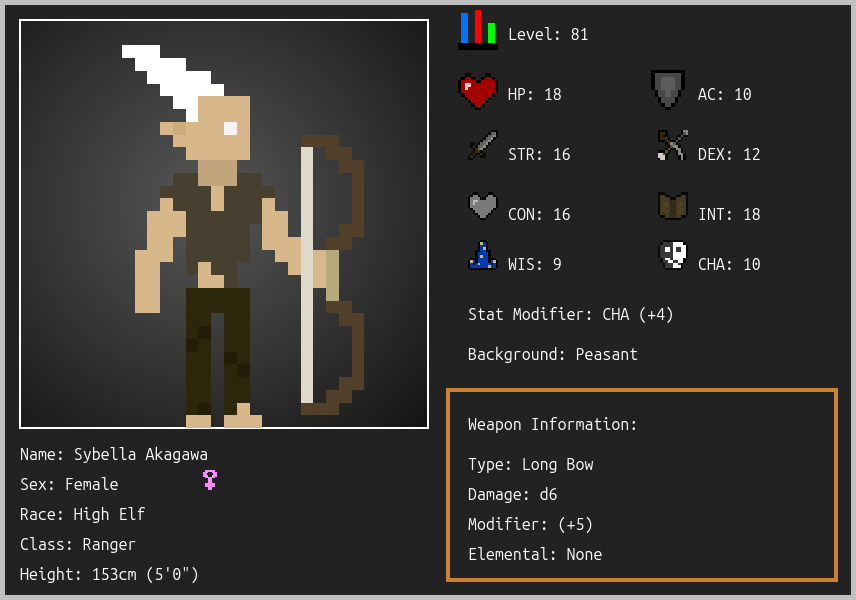 Level: 81
HP: 18
AC: 10
STR: 16
DEX: 12
CON: 16
INT: 18
WIS: 9
CHA: 10
Stat Modifier: CHA (+4)
Background: Peasant
Weapon Information:
Type: Long Bow
Damage: d6
Modifier: (+5)
Elemental: None
Name: Sybella Akagawa
Sex: Female
Race: High Elf
Class: Ranger
Height: 153cm (5'0")